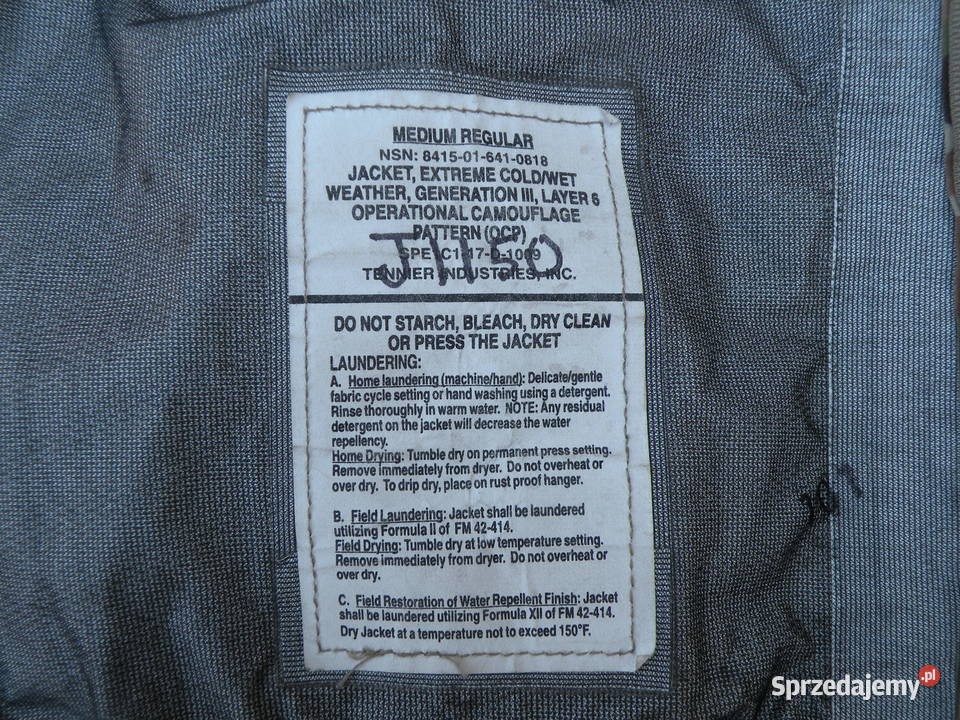 MEDIUM REGULAR
NSN: 8415-01-641-0818
JACKET, EXTREME COLD/WET
WEATHER, GENERATION III, LAYER 6
OPERATIONAL CAMOUFLAGE
PATTERN (OCP)
J1150
TENNIER INDUSTRIES, INC.
DO NOT STARCH, BLEACH, DRY CLEAN
OR PRESS THE JACKET
LAUNDERING:
A. Home laundering (machine/hand): Delicate/gentle
fabric cycle setting or hand washing using a detergent.
Rinse thoroughly in warm water. NOTE: Any residual
detergent on the jacket will decrease the water
repellency.
Home Drying: Tumble dry on permanent press setting.
Remove immediately from dryer. Do not overheat or
over dry. To drip dry, place on rust proof hanger.
B. Field Laundering: Jacket shall be laundered
utilizing Formula II of FM 42-414.
Field Drying: Tumble dry at low temperature setting.
Remove immediately from dryer. Do not overheat or
over dry.
C. Field Restoration of Water Repellent Finish: Jacket
shall be laundered utilizing Formula XII of FM 42-414.
Dry Jacket at a temperature not to exceed 150°F.
Sprzedajemy.pl